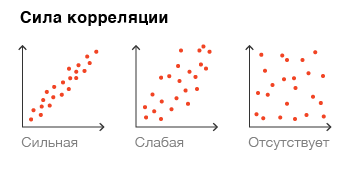 Сила корреляции
Сильная
Слабая
Отсутствует